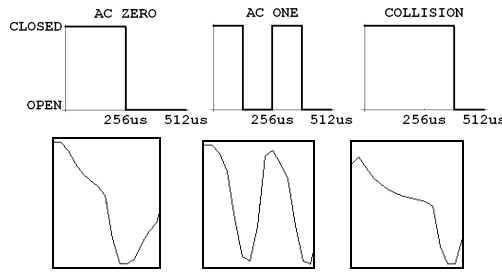 AC ZERO AC ONE COLLISION
CLOSED
OPEN
256us 512us 256us 512us 256us 512us